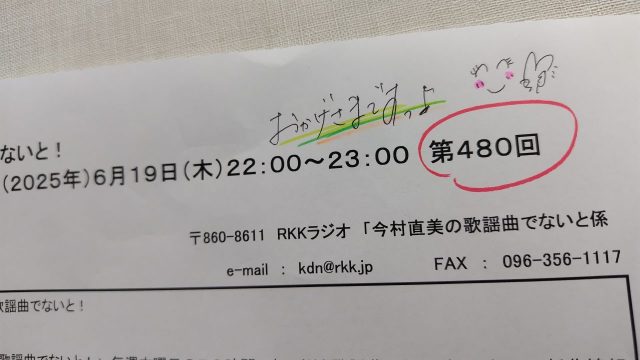 おかげさまですっよ
ないと！
(2025年)6月19日(木)22:00～23:00 第480回
〒860-8611 RKKラジオ 「今村直美の歌謡曲でないと係
e-mail : kdn@rkk.jp FAX : 096-356-1117
歌謡曲でないと！